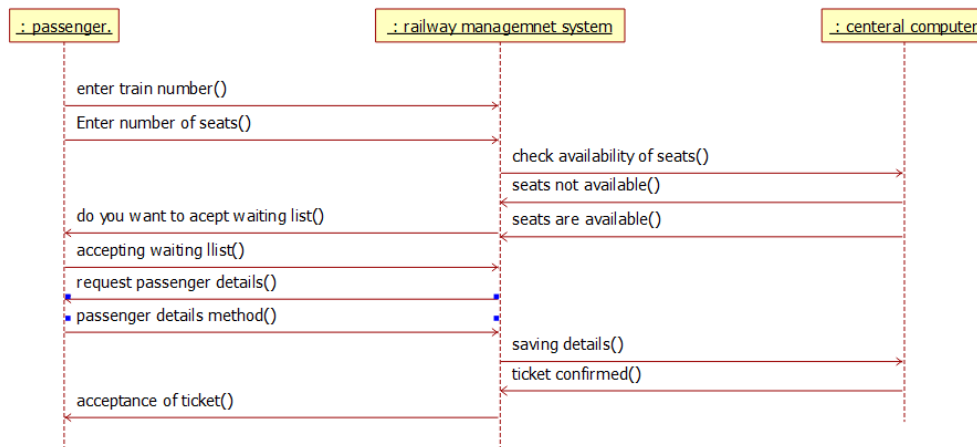 : passenger.
: railway managemnet system
: centeral computer
enter train number()
Enter number of seats()
check availability of seats()
seats not available()
do you want to acept waiting list()
seats are available()
accepting waiting llist()
request passenger details()
passenger details method()
saving details()
ticket confirmed()
acceptance of ticket()